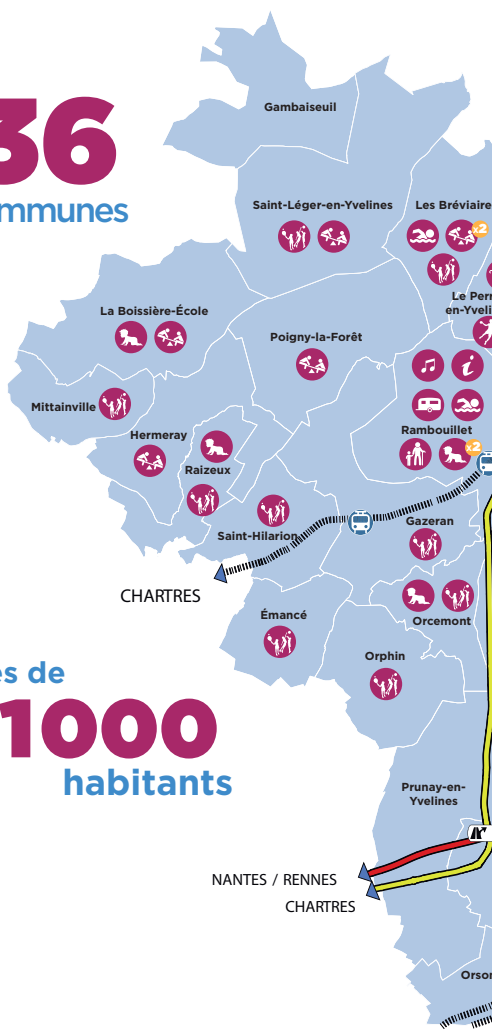 Gambaiseuil
36
mmunes
Saint-Léger-en-Yvelines
Les Bréviaire
x2
Le Perr
en-Yveli
La Boissière-École
Poigny-la-Forêt
Mittainville
Hermeray
Raizeux
Rambouillet
x2
Saint-Hilarion
Gazeran
CHARTRES
Émancé
Orcemont
Orphin
es de
1000
habitants
Prunay-en-
Yvelines
NANTES / RENNES
CHARTRES
Orson